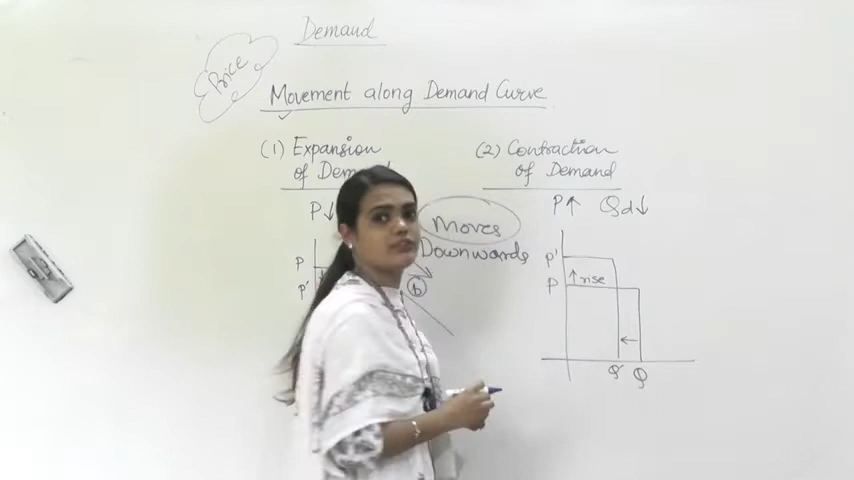 Demand
Price
Movement along Demand Curve
(1) Expansion
of Demand
(2) Contraction
of Demand
P↓
Moves
Downwards
P↑ Qd↓
P
P'
b
P'
P
↑ rise
←
Q' Q